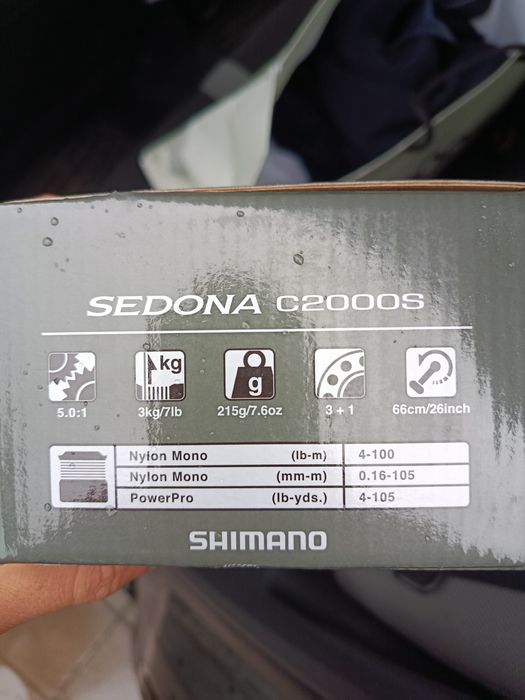 SEDONA C2000S
kg g
5.0:1 3kg/7lb 215g/7.6oz 3 + 1 66cm/26inch
Nylon Mono (lb-m) 4-100
Nylon Mono (mm-m) 0.16-105
PowerPro (lb-yds.) 4-105
SHIMANO